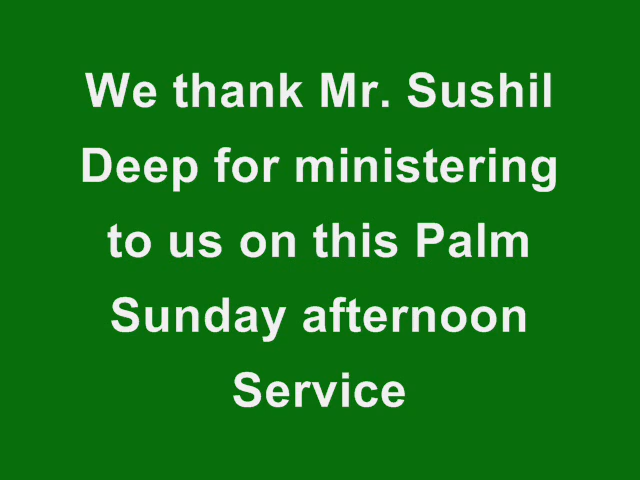 We thank Mr. Sushil
Deep for ministering
to us on this Palm
Sunday afternoon
Service